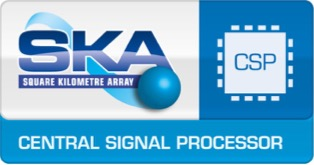 SKA
SQUARE KILOMETRE ARRAY
CSP
CENTRAL SIGNAL PROCESSOR